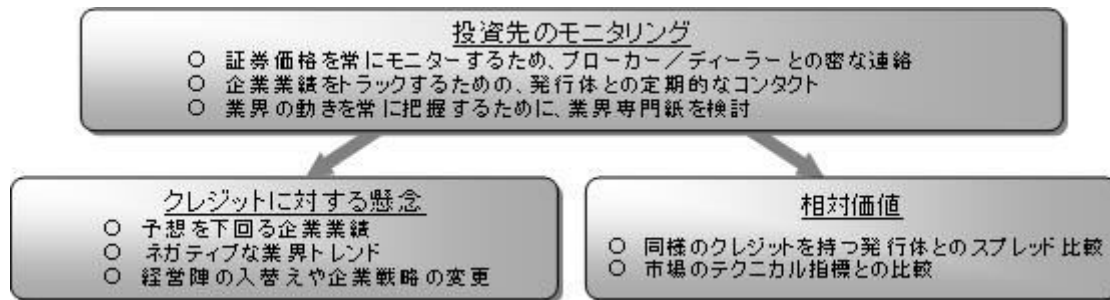 投資先のモニタリング
○ 証券価格を常にモニターするため、ブローカー／ディーラーとの密な連絡
○ 企業業績をトラックするための、発行体との定期的なコンタクト
○ 業界の動きを常に把握するために、業界専門紙を検討
クレジットに対する懸念
○ 予想を下回る企業業績
○ ネガティブな業界トレンド
○ 経営陣の入替えや企業戦略の変更
相対価値
○ 同様のクレジットを持つ発行体とのスプレッド比較
○ 市場のテクニカル指標との比較